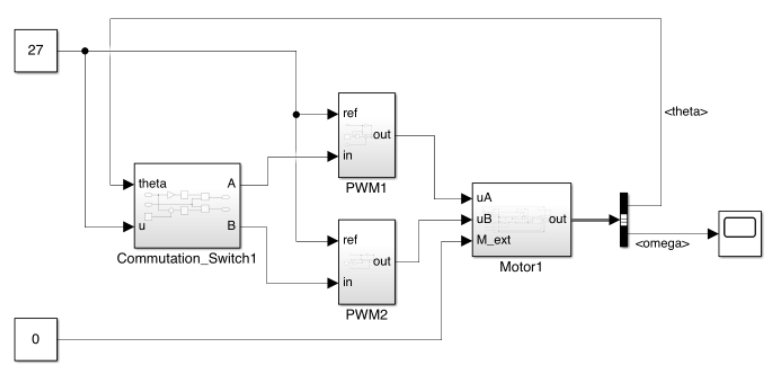 27
<theta>
ref
out
in
PWM1
theta
A
u
B
Commutation_Switch1
uA
uB
out
M_ext
Motor1
<omega>
ref
out
in
PWM2
0